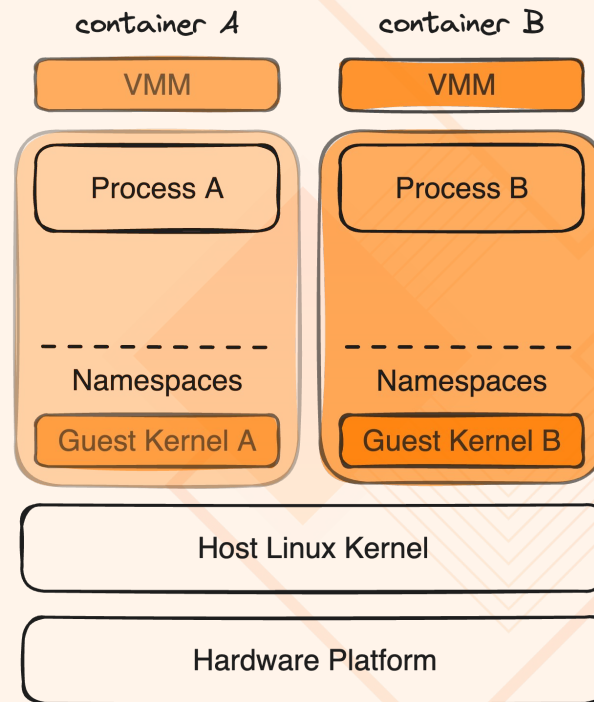 container A
container B
VMM
VMM
Process A
Process B
Namespaces
Namespaces
Guest Kernel A
Guest Kernel B
Host Linux Kernel
Hardware Platform